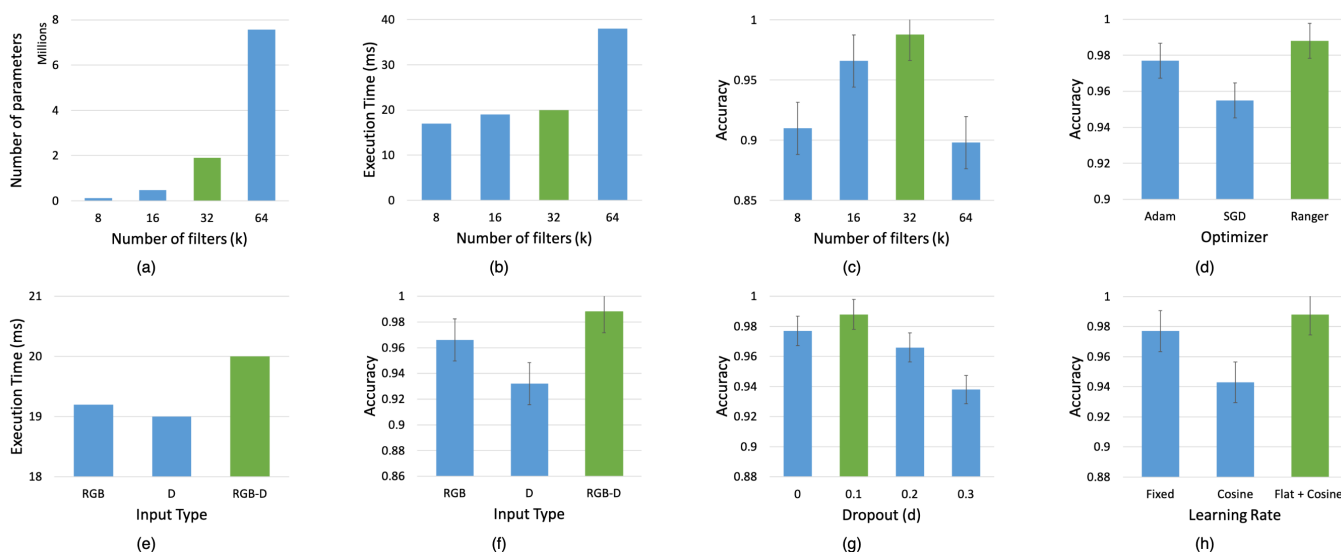 Number of parameters
Millions
8
6
4
2
0
8 16 32 64
Number of filters (k)
(a)
Execution Time (ms)
40
30
20
10
0
8 16 32 64
Number of filters (k)
(b)
Accuracy
1
0.95
0.9
0.85
8 16 32 64
Number of filters (k)
(c)
Accuracy
1
0.98
0.96
0.94
0.92
0.9
Adam SGD Ranger
Optimizer
(d)
Execution Time (ms)
21
20
19
18
RGB D RGB-D
Input Type
(e)
Accuracy
1
0.98
0.96
0.94
0.92
0.9
0.88
0.86
RGB D RGB-D
Input Type
(f)
Accuracy
1
0.98
0.96
0.94
0.92
0.9
0.88
0 0.1 0.2 0.3
Dropout (d)
(g)
Accuracy
1
0.98
0.96
0.94
0.92
0.9
0.88
Fixed Cosine Flat + Cosine
Learning Rate
(h)